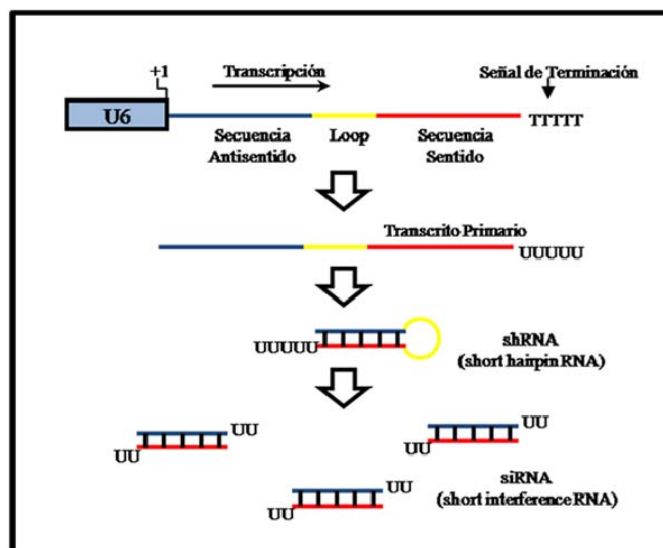 +1
Transcripción
Señal de Terminación
U6
TTTTT
Secuencia
Antisentido
Loop
Secuencia
Sentido
Transcrito Primario
UUUUU
UUUUU
shRNA
(short hairpin RNA)
UU
UU
UU
UU
UU
UU
siRNA.
(short interference RNA)